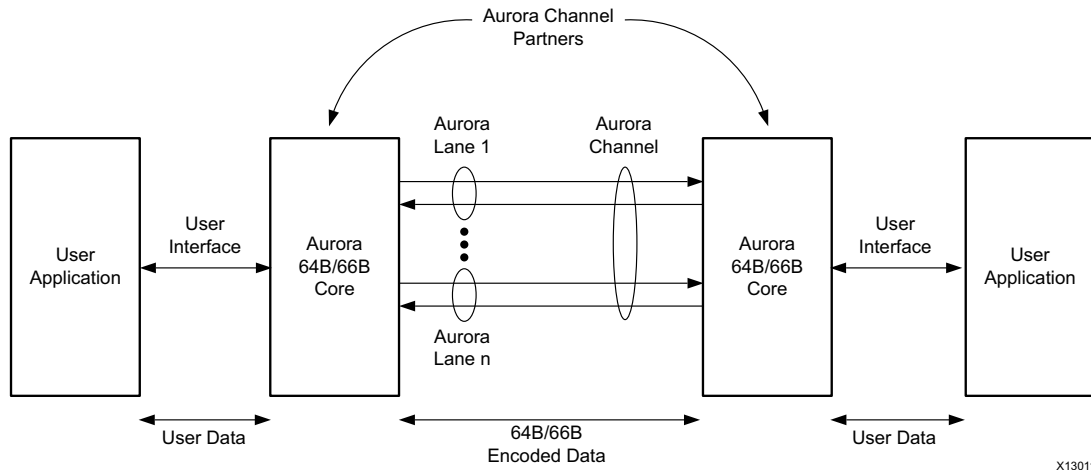 Aurora Channel
Partners
Aurora
Lane 1
Aurora
Channel
User
Application
User
Interface
Aurora
64B/66B
Core
Aurora
64B/66B
Core
User
Interface
User
Application
Aurora
Lane n
User Data
64B/66B
Encoded Data
User Data